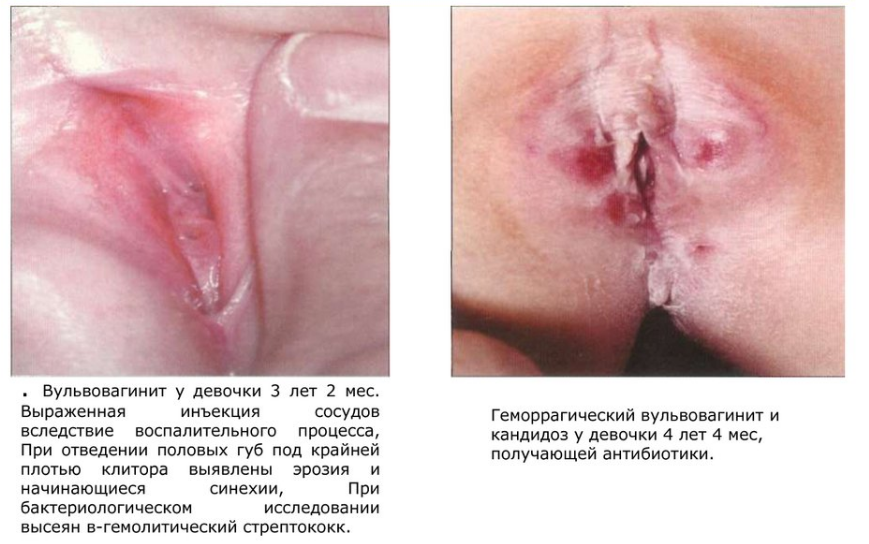 . Вульвовагинит у девочки 3 лет 2 мес.
Выраженная инъекция сосудов
вследствие воспалительного процесса,
При отведении половых губ под крайней
плотью клитора выявлены эрозия и
начинающиеся синехии, При
бактериологическом исследовании
высеян в-гемолитический стрептококк.
Геморрагический вульвовагинит и
кандидоз у девочки 4 лет 4 мес,
получающей антибиотики.